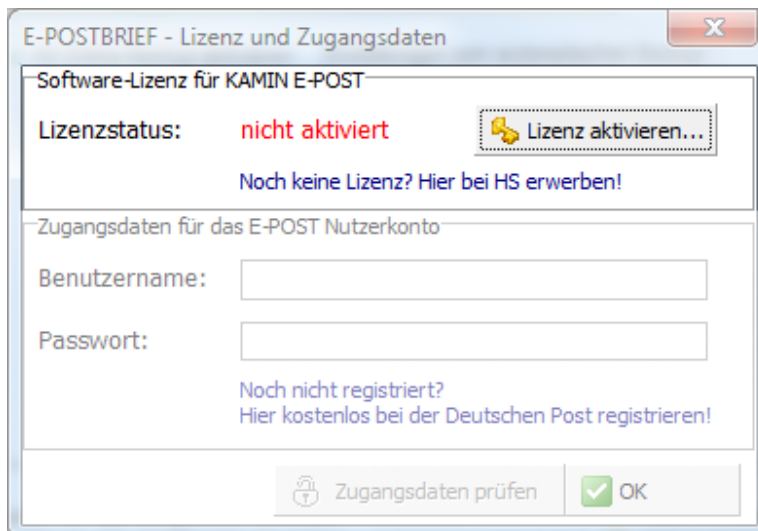 E-POSTBRIEF - Lizenz und Zugangsdaten
Software-Lizenz für KAMIN E-POST
Lizenzstatus: nicht aktiviert Lizenz aktivieren...
Noch keine Lizenz? Hier bei HS erwerben!
Zugangsdaten für das E-POST Nutzerkonto
Benutzername:
Passwort:
Noch nicht registriert?
Hier kostenlos bei der Deutschen Post registrieren!
Zugangsdaten prüfen OK